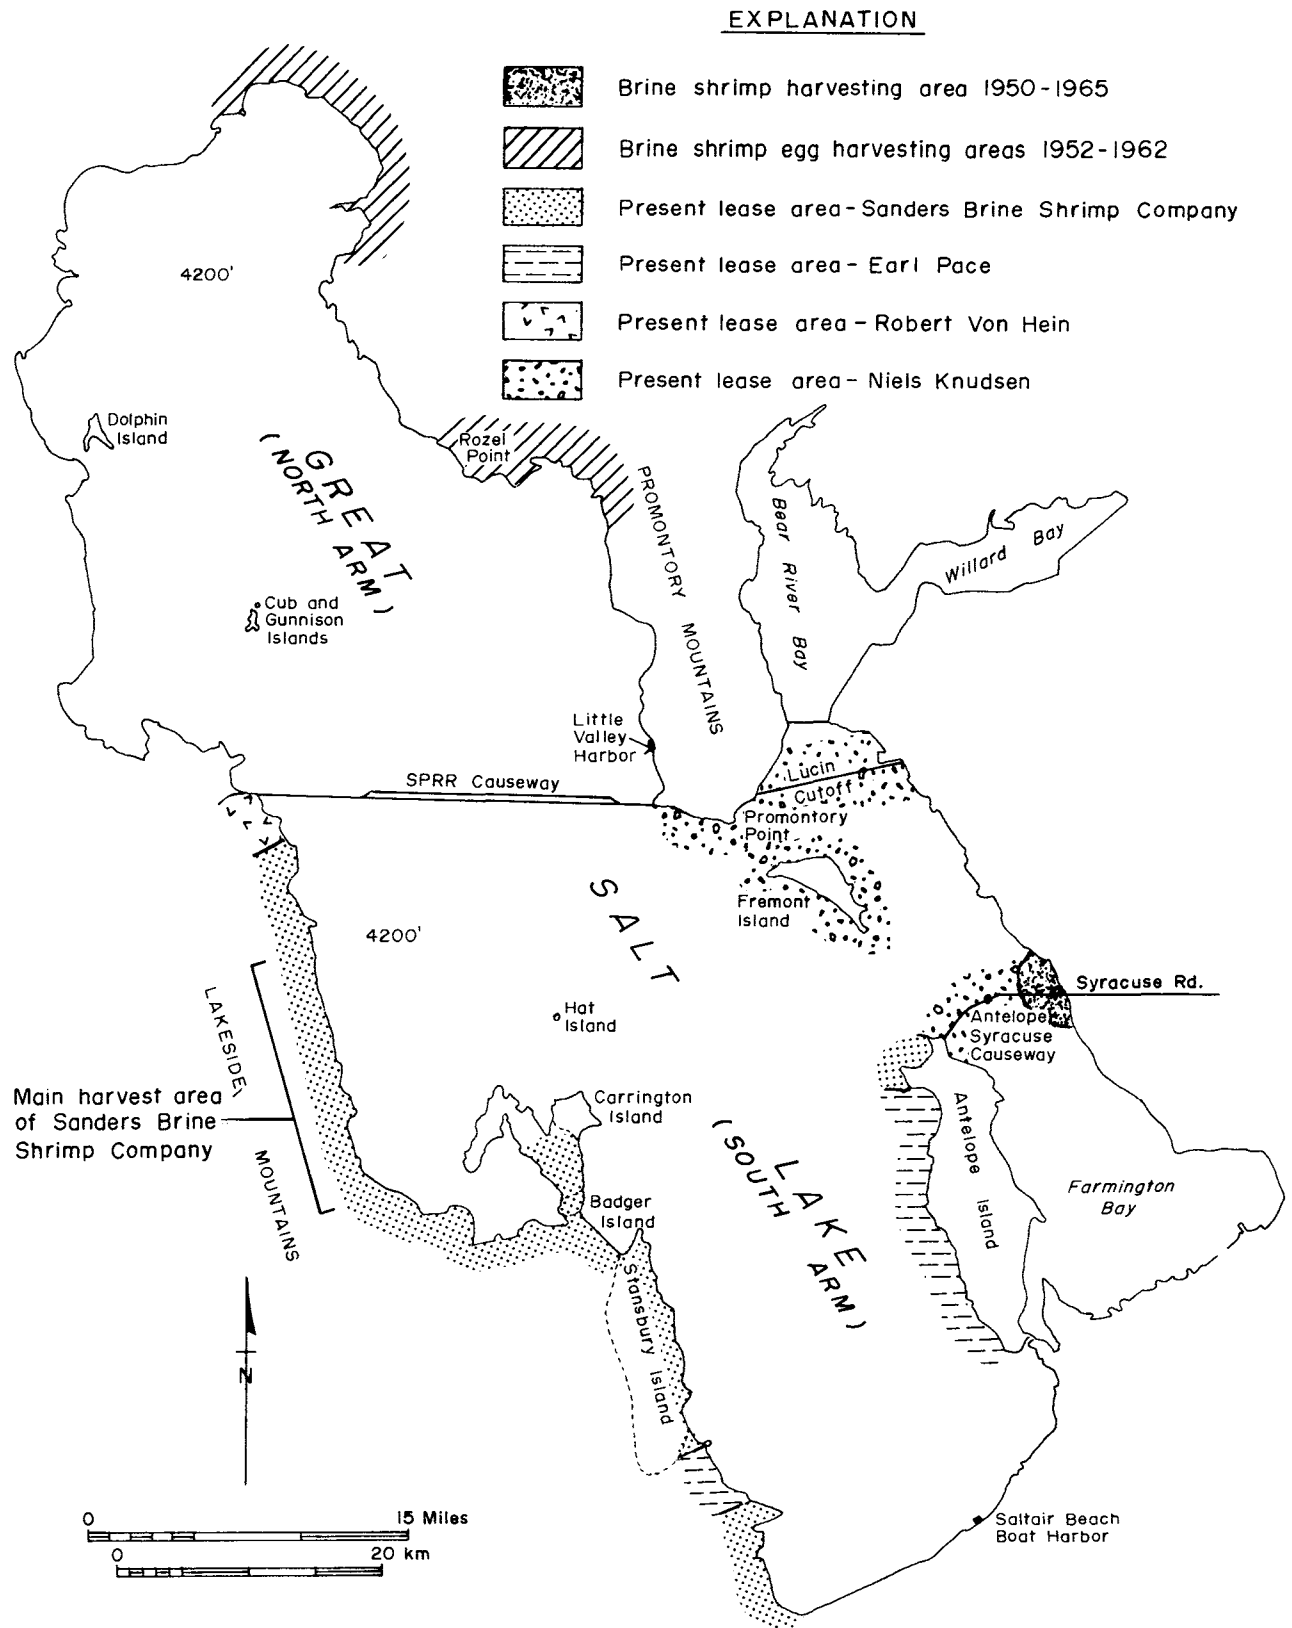 EXPLANATION
Brine shrimp harvesting area 1950-1965
Brine shrimp egg harvesting areas 1952-1962
Present lease area-Sanders Brine Shrimp Company
Present lease area-Earl Pace
Present lease area-Robert Von Hein
Present lease area-Niels Knudsen
4200'
Dolphin
Island
Rozel
Point
GREAT
(NORTH ARM)
PROMONTORY MOUNTAINS
Bear River Bay
Willard Bay
Cub and
Gunnison
Islands
Little
Valley
Harbor
SPRR Causeway
Lucin
Cutoff
Promontory
Point
Fremont
Island
SALT
4200'
Hat
Island
Syracuse Rd.
Antelope
Syracuse
Causeway
LAKESIDE
MOUNTAINS
Main harvest area
of Sanders Brine
Shrimp Company
Carrington
Island
Badger
Island
Stansbury Island
LAKE
(SOUTH ARM)
Antelope Island
Farmington
Bay
N
0 15 Miles
0 20 km
Saltair Beach
Boat Harbor